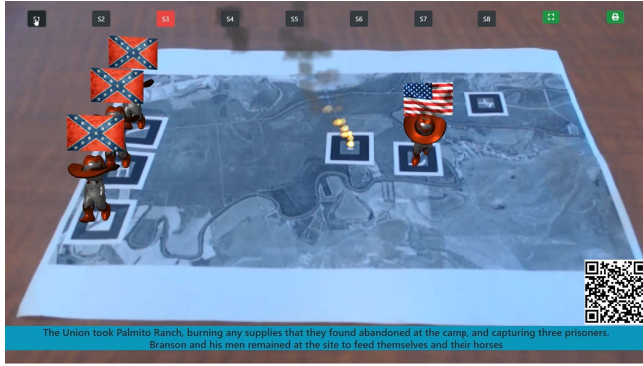 S1
S2
S3
S4
S5
S6
S7
S8
The Union took Palmito Ranch, burning any supplies that they found abandoned at the camp, and capturing three prisoners.
Branson and his men remained at the site to feed themselves and their horses